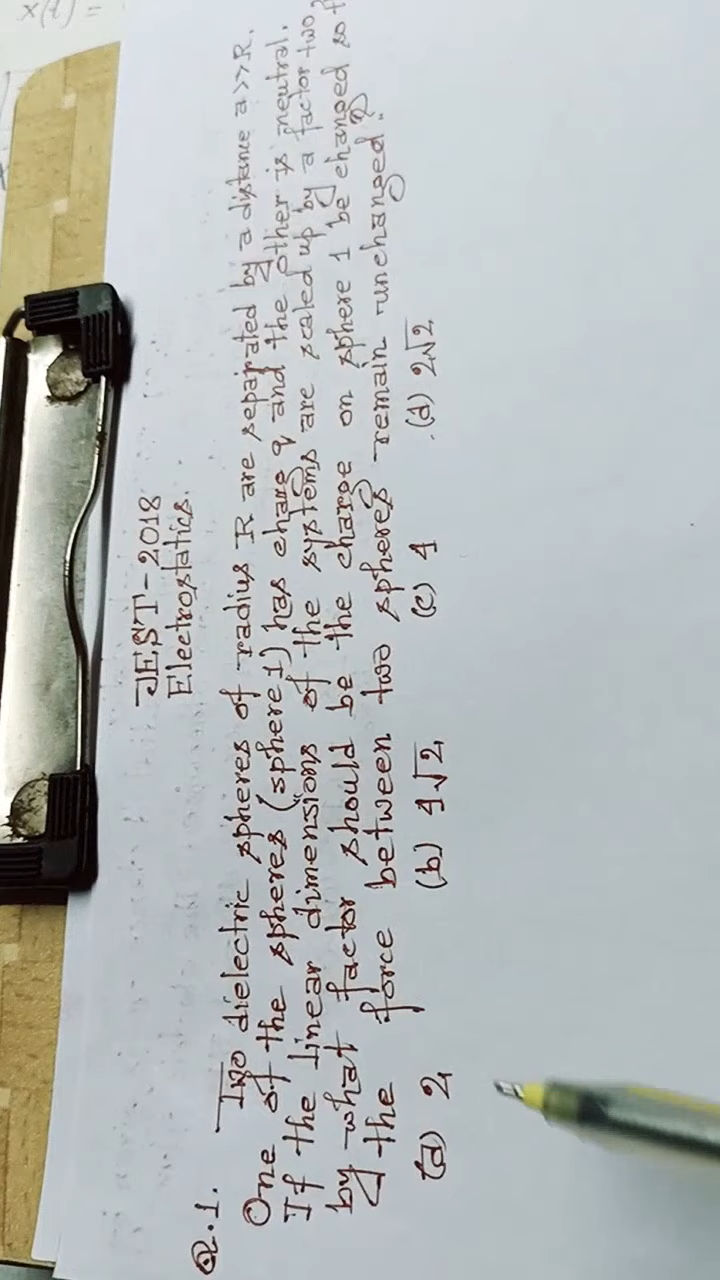 x(t) =
JEST-2018
Electrostatics.
Q.1. Two dielectric spheres of radius R are separated by a distance a>>R.
One of the spheres (sphere 1) has charg q and the other is neutral.
If the linear dimensions of the systems are scaled up by a factor two,
by what factor should be the charge on sphere 1 be changed so
the force between two spheres remain unchanged?
(a) 2 (b) 4√2 (c) 4 (d) 2√2